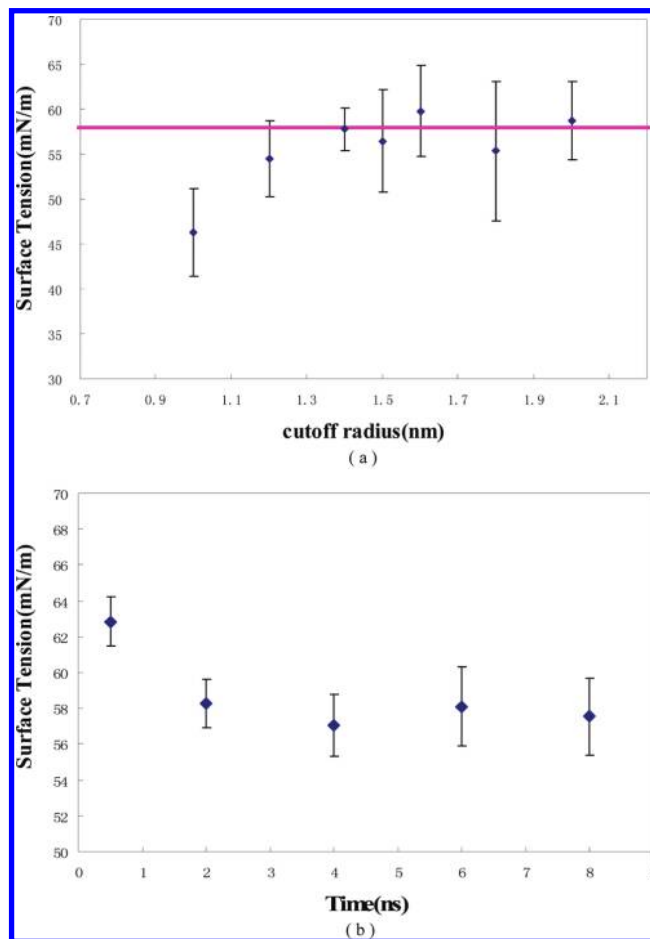 70
65
60
55
50
45
40
35
30
Surface Tension(mN/m)
0.7 0.9 1.1 1.3 1.5 1.7 1.9 2.1
cutoff radius(nm)
( a )
70
68
66
64
62
60
58
56
54
52
50
Surface Tension(mN/m)
0 1 2 3 4 5 6 7 8
Time(ns)
( b )